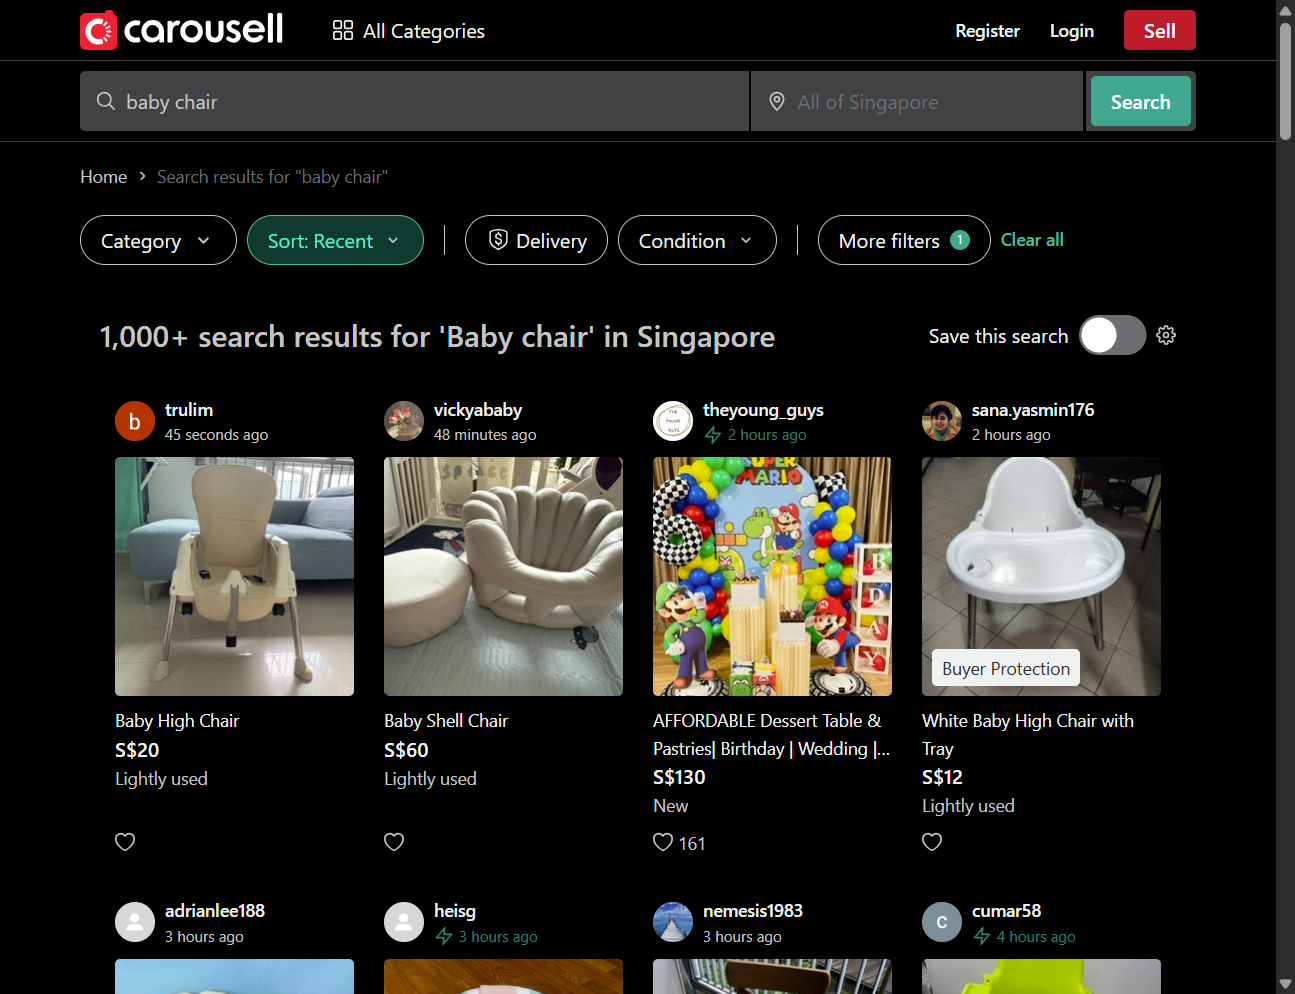 carousell
All Categories
Register
Login
Sell
baby chair
All of Singapore
Search
Home
Search results for "baby chair"
Category
Sort: Recent
Delivery
Condition
More filters 1
Clear all
1,000+ search results for 'Baby chair' in Singapore
Save this search
b
trulim
45 seconds ago
Baby High Chair
S$20
Lightly used
vickyababy
48 minutes ago
Baby Shell Chair
S$60
Lightly used
THE
YOUNG
GUYS
theyoung_guys
2 hours ago
SUPER
MARIO
B
A
B
Y
AFFORDABLE Dessert Table &
Pastries| Birthday | Wedding |...
S$130
New
161
sana.yasmin176
2 hours ago
Buyer Protection
White Baby High Chair with
Tray
S$12
Lightly used
adrianlee188
3 hours ago
heisg
3 hours ago
nemesis1983
3 hours ago
C
cumar58
4 hours ago